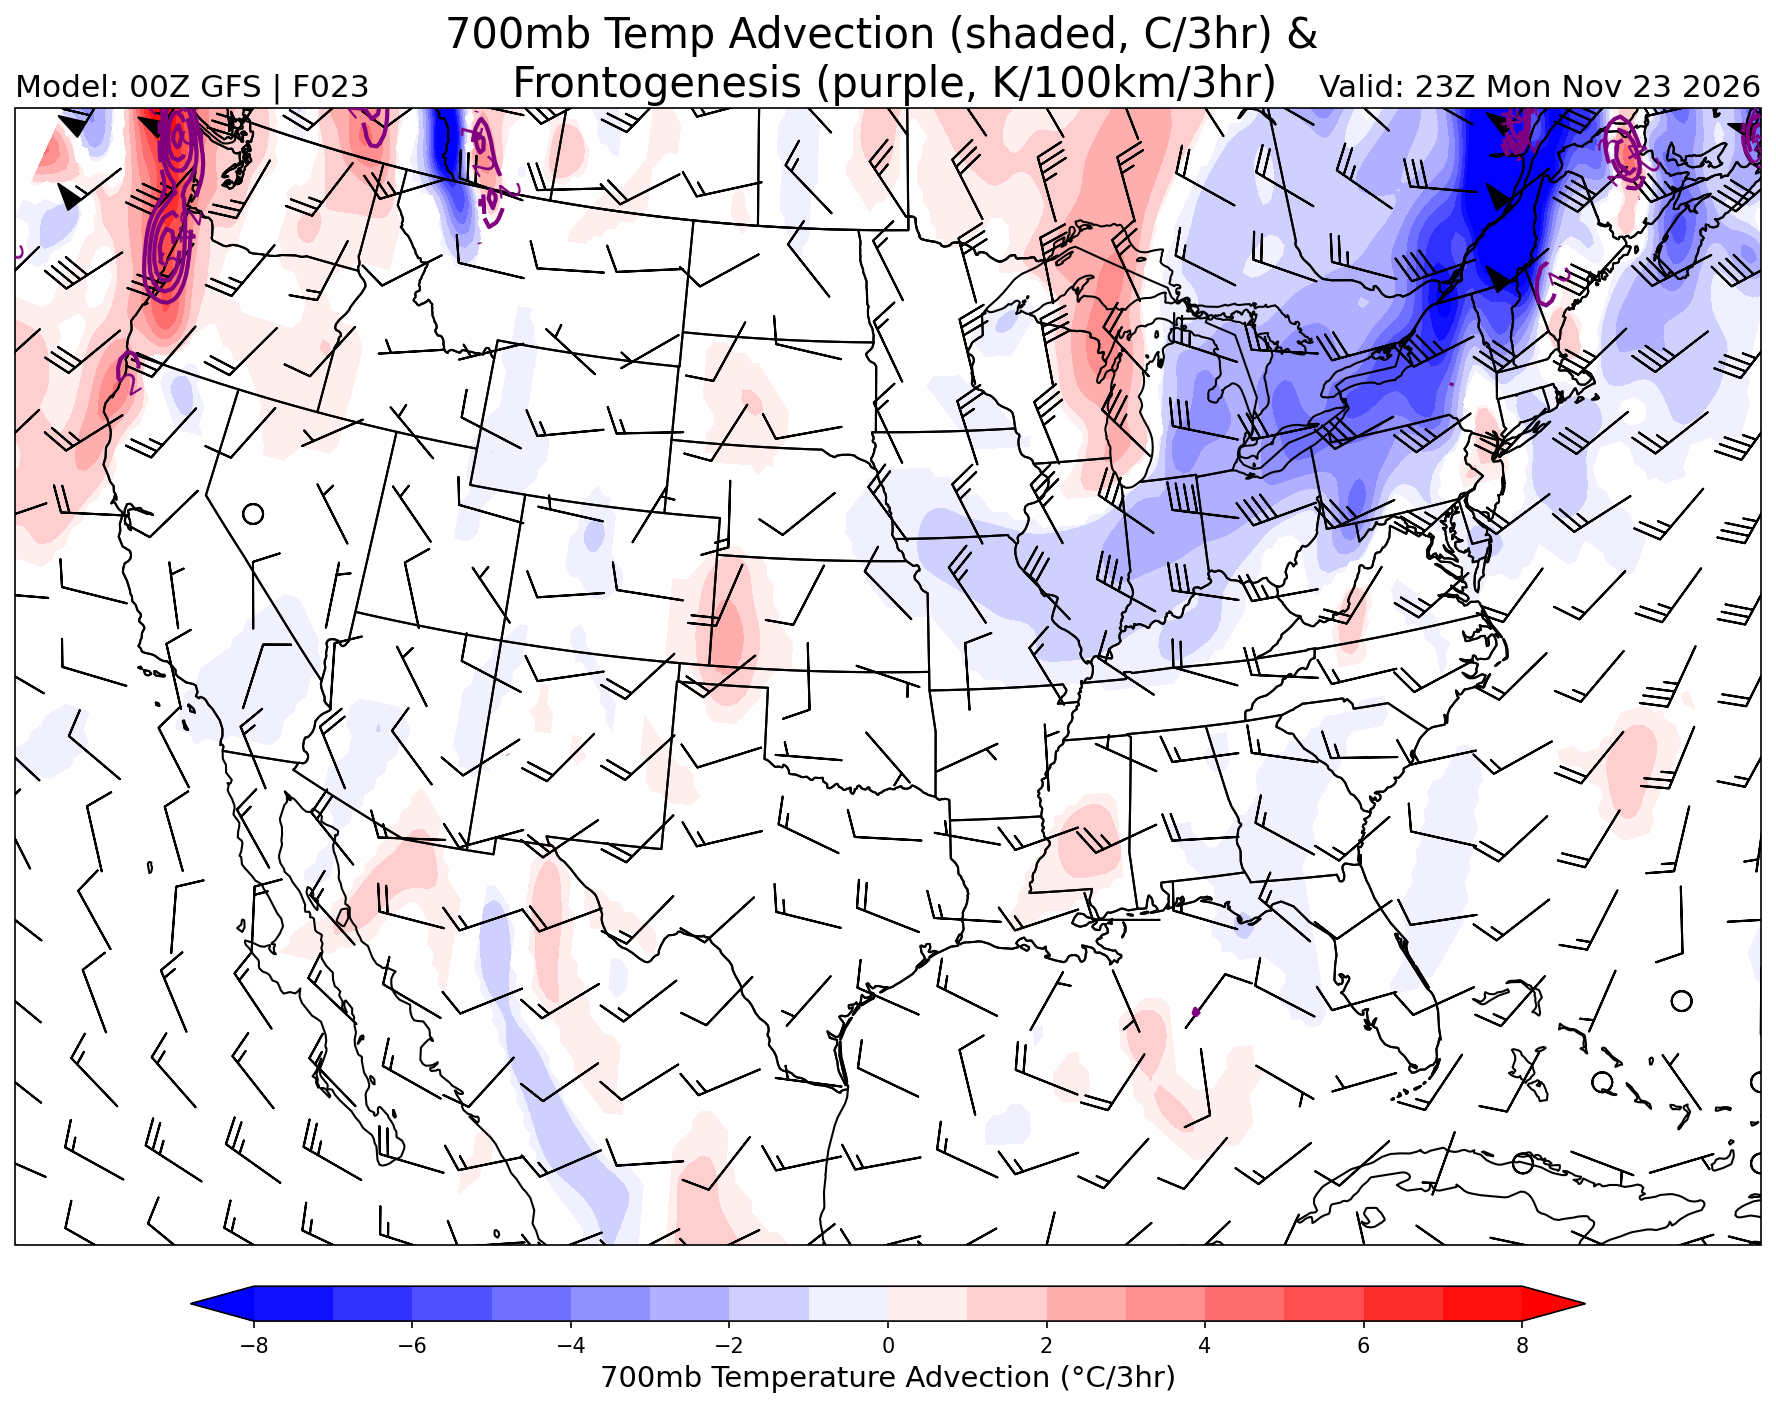 700mb Temp Advection (shaded, C/3hr) &
Frontogenesis (purple, K/100km/3hr)
Model: 00Z GFS | F023
Valid: 23Z Mon Nov 23 2026
−8 −6 −4 −2 0 2 4 6 8
700mb Temperature Advection (°C/3hr)